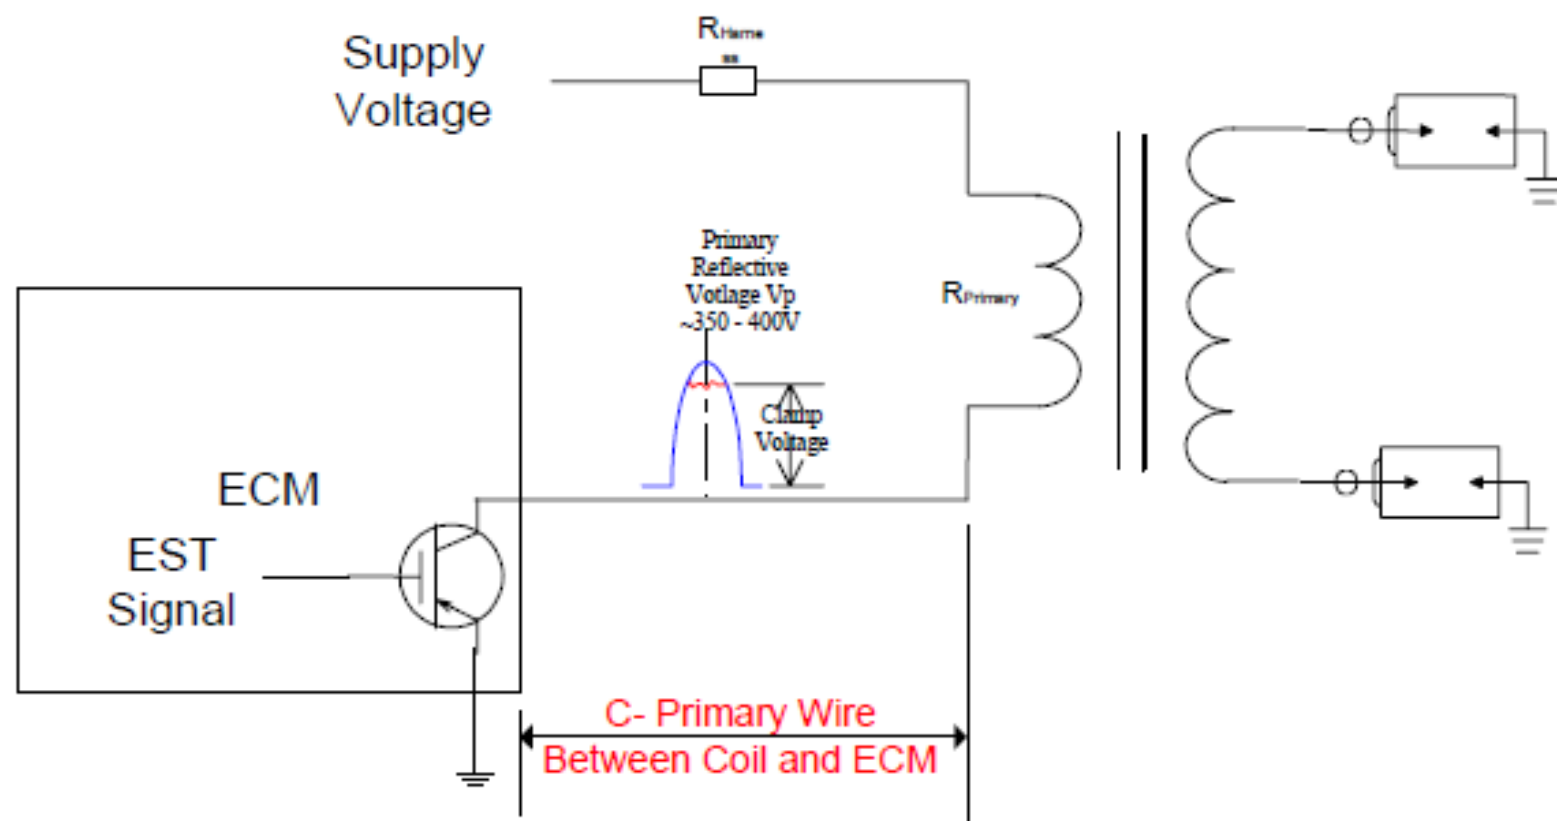 Supply
Voltage
RHarne
ss
Primary
Reflective
Votlage Vp
~350 - 400V
RPrimary
Clamp
Voltage
ECM
EST
Signal
C- Primary Wire
Between Coil and ECM